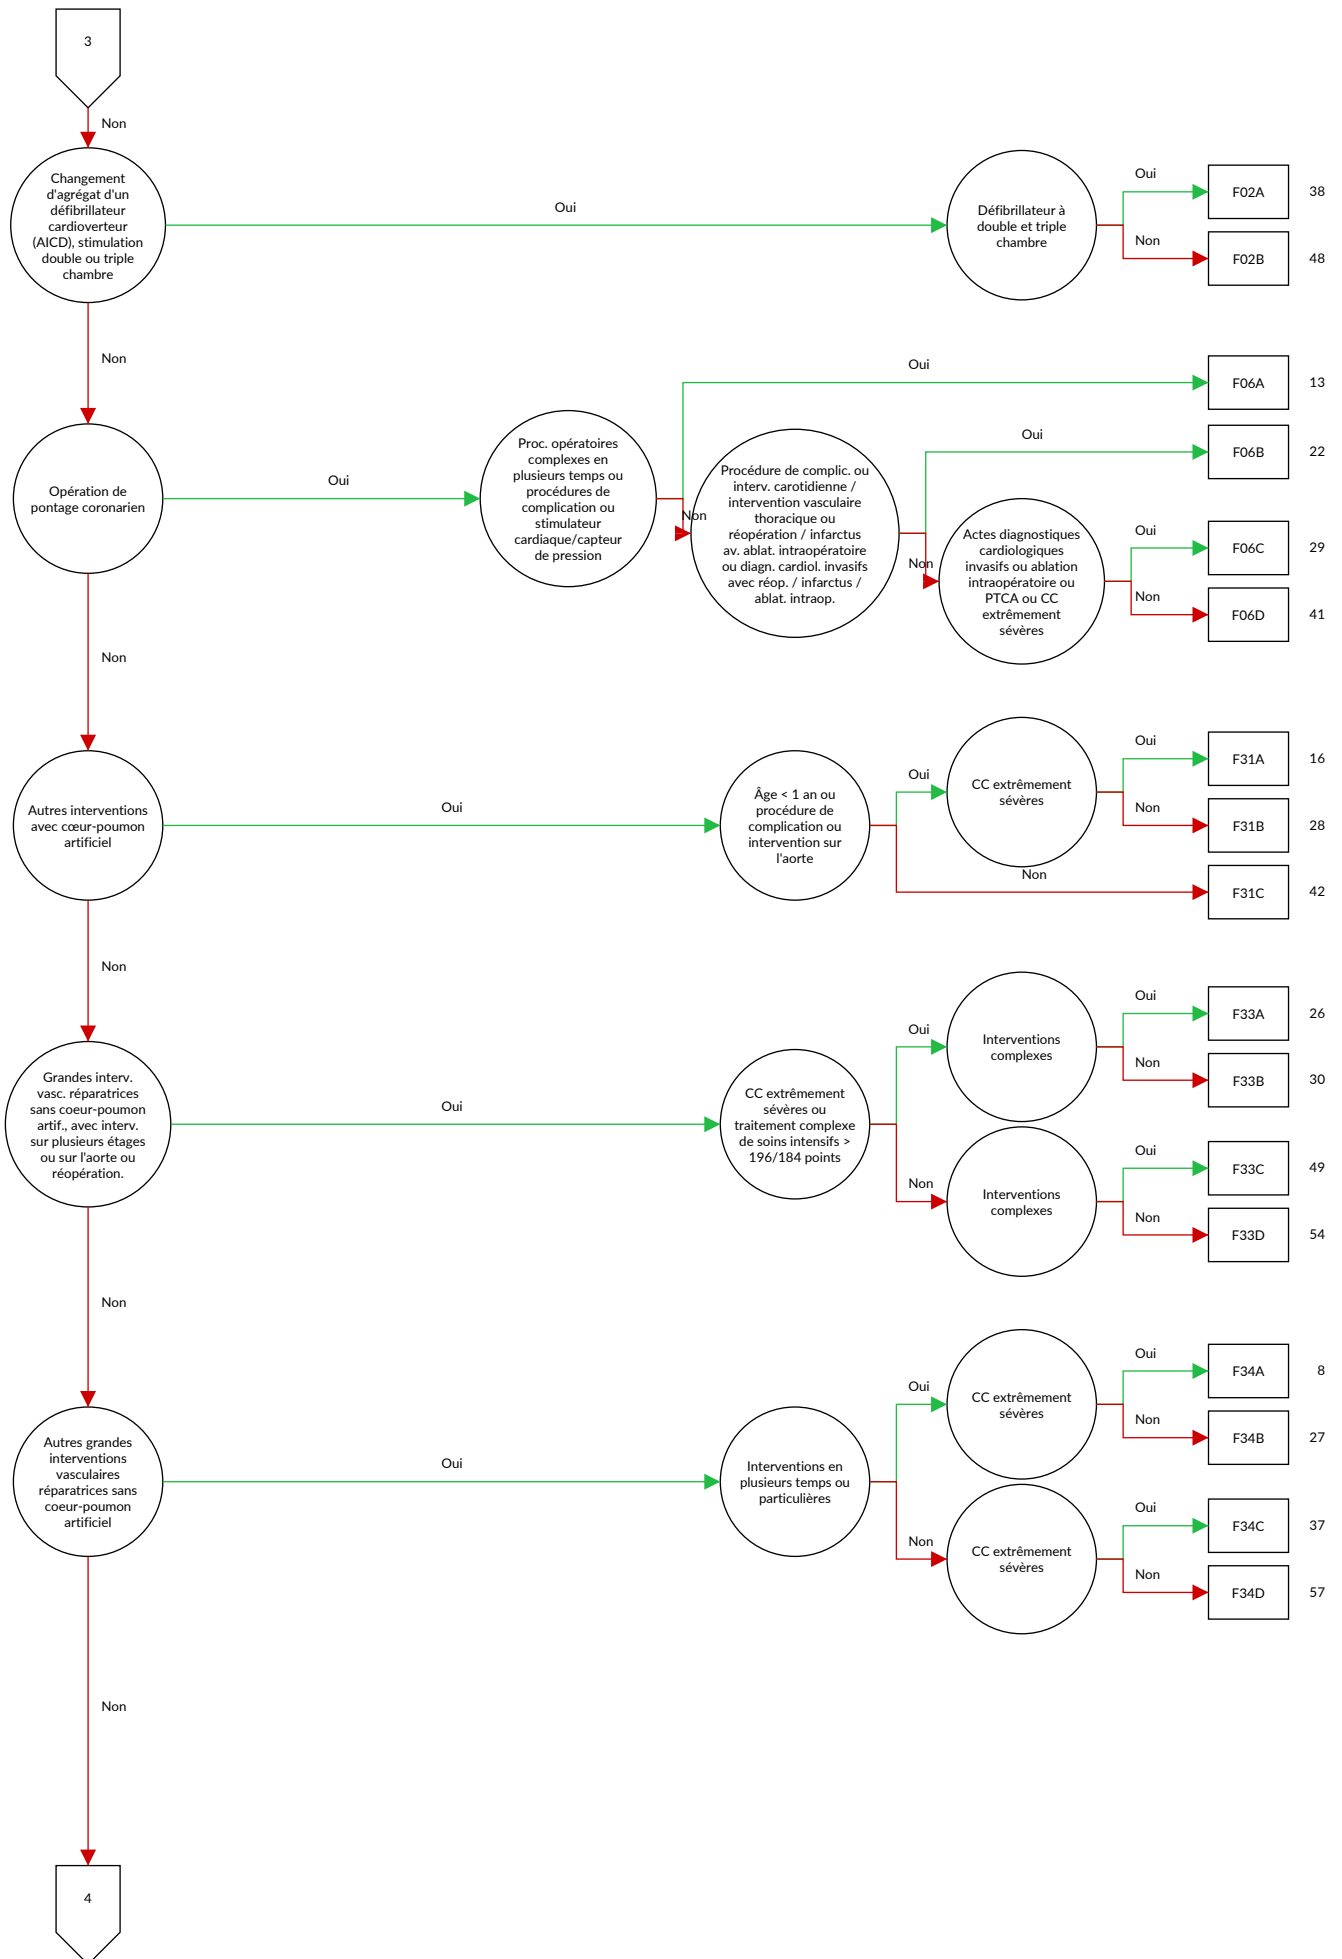 3
Non
Changement
d'agrégat d'un
défibrillateur
cardioverteur
(AICD), stimulation
double ou triple
chambre
Oui
Défibrillateur à
double et triple
chambre
Oui
F02A
38
Non
F02B
48
Non
Opération de
pontage coronarien
Oui
Proc. opératoires
complexes en
plusieurs temps ou
procédures de
complication ou
stimulateur
cardiaque/capteur
de pression
Oui
F06A
13
Non
Procédure de complic. ou
interv. carotidienne /
intervention vasculaire
thoracique ou
réopération / infarctus
av. ablat. intraopératoire
ou diagn. cardiol. invasifs
avec réop. / infarctus /
ablat. intraop.
Oui
F06B
22
Non
Actes diagnostiques
cardiologiques
invasifs ou ablation
intraopératoire ou
PTCA ou CC
extrêmement
sévères
Oui
F06C
29
Non
F06D
41
Non
Autres interventions
avec cœur-poumon
artificiel
Oui
Âge < 1 an ou
procédure de
complication ou
intervention sur
l'aorte
Oui
CC extrêmement
sévères
Oui
F31A
16
Non
F31B
28
Non
F31C
42
Non
Grandes interv.
vasc. réparatrices
sans coeur-poumon
artif., avec interv.
sur plusieurs étages
ou sur l'aorte ou
réopération.
Oui
CC extrêmement
sévères ou
traitement complexe
de soins intensifs >
196/184 points
Oui
Interventions
complexes
Oui
F33A
26
Non
F33B
30
Non
Interventions
complexes
Oui
F33C
49
Non
F33D
54
Non
Autres grandes
interventions
vasculaires
réparatrices sans
coeur-poumon
artificiel
Oui
Interventions en
plusieurs temps ou
particulières
Oui
CC extrêmement
sévères
Oui
F34A
8
Non
F34B
27
Non
CC extrêmement
sévères
Oui
F34C
37
Non
F34D
57
Non
4